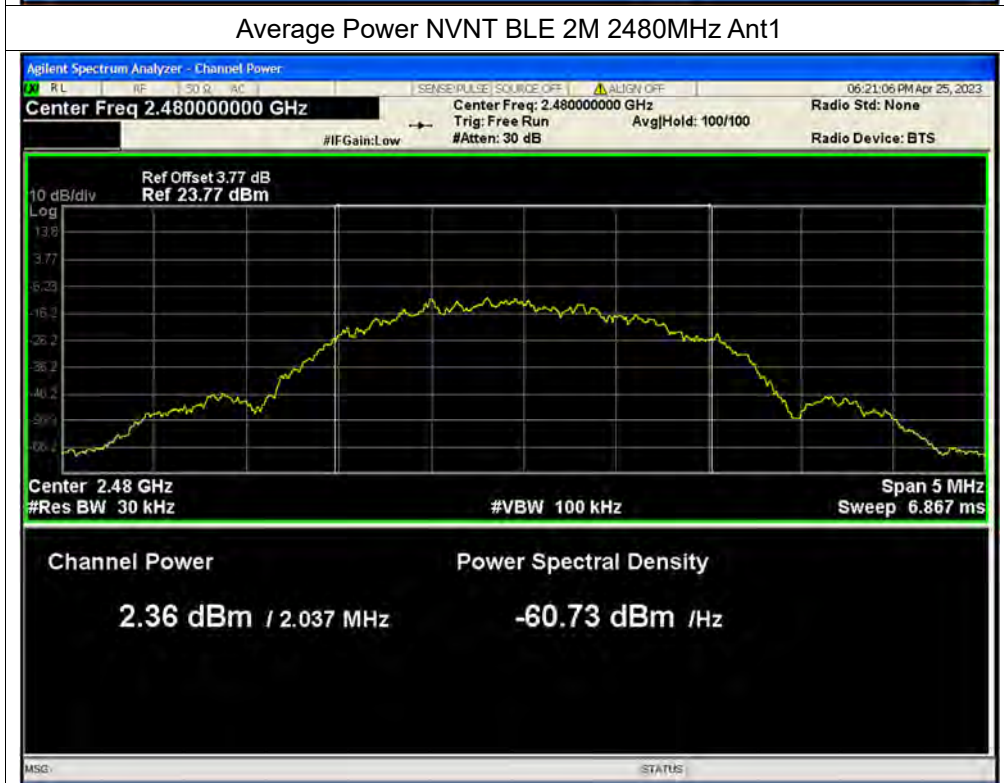 Average Power NVNT BLE 2M 2480MHz Ant1
Agilent Spectrum Analyzer - Channel Power
RL RF 50 Ω AC SENSE:PULSE SOURCE OFF ALIGN OFF 06:21:06 PM Apr 25, 2023
Center Freq 2.480000000 GHz Center Freq: 2.480000000 GHz Radio Std: None
Trig: Free Run Avg|Hold: 100/100
#IFGain:Low #Atten: 30 dB Radio Device: BTS
Ref Offset 3.77 dB
10 dB/div Ref 23.77 dBm
Log
13.8
3.77
-6.23
-16.2
-26.2
-36.2
-46.2
Center 2.48 GHz Span 5 MHz
#Res BW 30 kHz #VBW 100 kHz Sweep 6.867 ms
Channel Power Power Spectral Density
2.36 dBm / 2.037 MHz -60.73 dBm /Hz
MSG STATUS